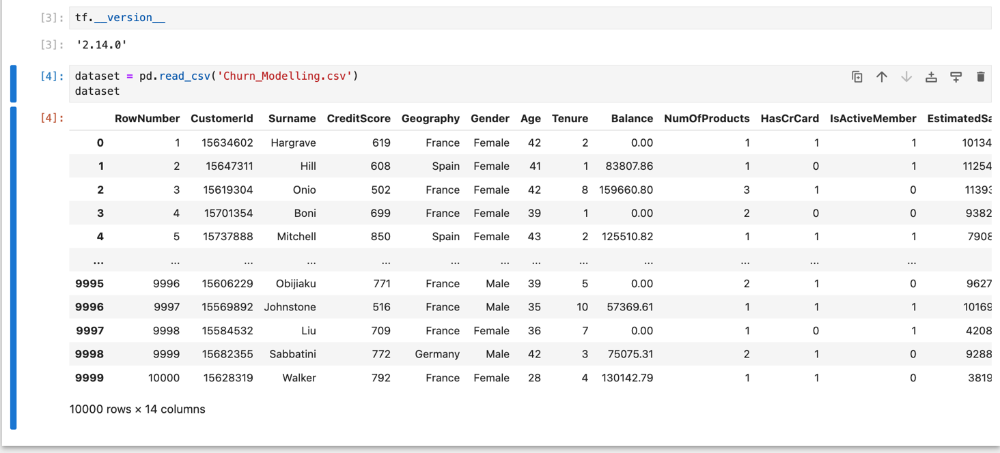 [3]: tf.__version__
[3]: '2.14.0'
[4]: dataset = pd.read_csv('Churn_Modelling.csv')
dataset
[4]: RowNumber CustomerId Surname CreditScore Geography Gender Age Tenure Balance NumOfProducts HasCrCard IsActiveMember EstimatedSa
0 1 15634602 Hargrave 619 France Female 42 2 0.00 1 1 1 10134
1 2 15647311 Hill 608 Spain Female 41 1 83807.86 1 0 1 11254
2 3 15619304 Onio 502 France Female 42 8 159660.80 3 1 0 11393
3 4 15701354 Boni 699 France Female 39 1 0.00 2 0 0 9382
4 5 15737888 Mitchell 850 Spain Female 43 2 125510.82 1 1 1 7908
... ... ... ... ... ... ... ... ... ... ... ... ...
9995 9996 15606229 Obijiaku 771 France Male 39 5 0.00 2 1 0 9627
9996 9997 15569892 Johnstone 516 France Male 35 10 57369.61 1 1 1 10169
9997 9998 15584532 Liu 709 France Female 36 7 0.00 1 0 1 4208
9998 9999 15682355 Sabbatini 772 Germany Male 42 3 75075.31 2 1 0 9288
9999 10000 15628319 Walker 792 France Female 28 4 130142.79 1 1 0 3819
10000 rows × 14 columns